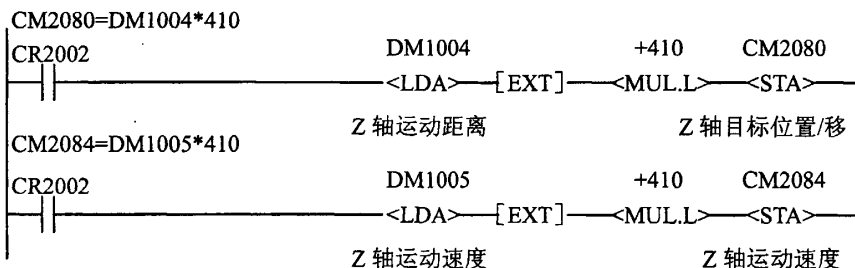 CM2080=DM1004*410
CR2002 DM1004 +410 CM2080
<LDA> [EXT] <MUL.L> <STA>
Z 轴运动距离 Z 轴目标位置/移
CM2084=DM1005*410
CR2002 DM1005 +410 CM2084
<LDA> [EXT] <MUL.L> <STA>
Z 轴运动速度 Z 轴运动速度